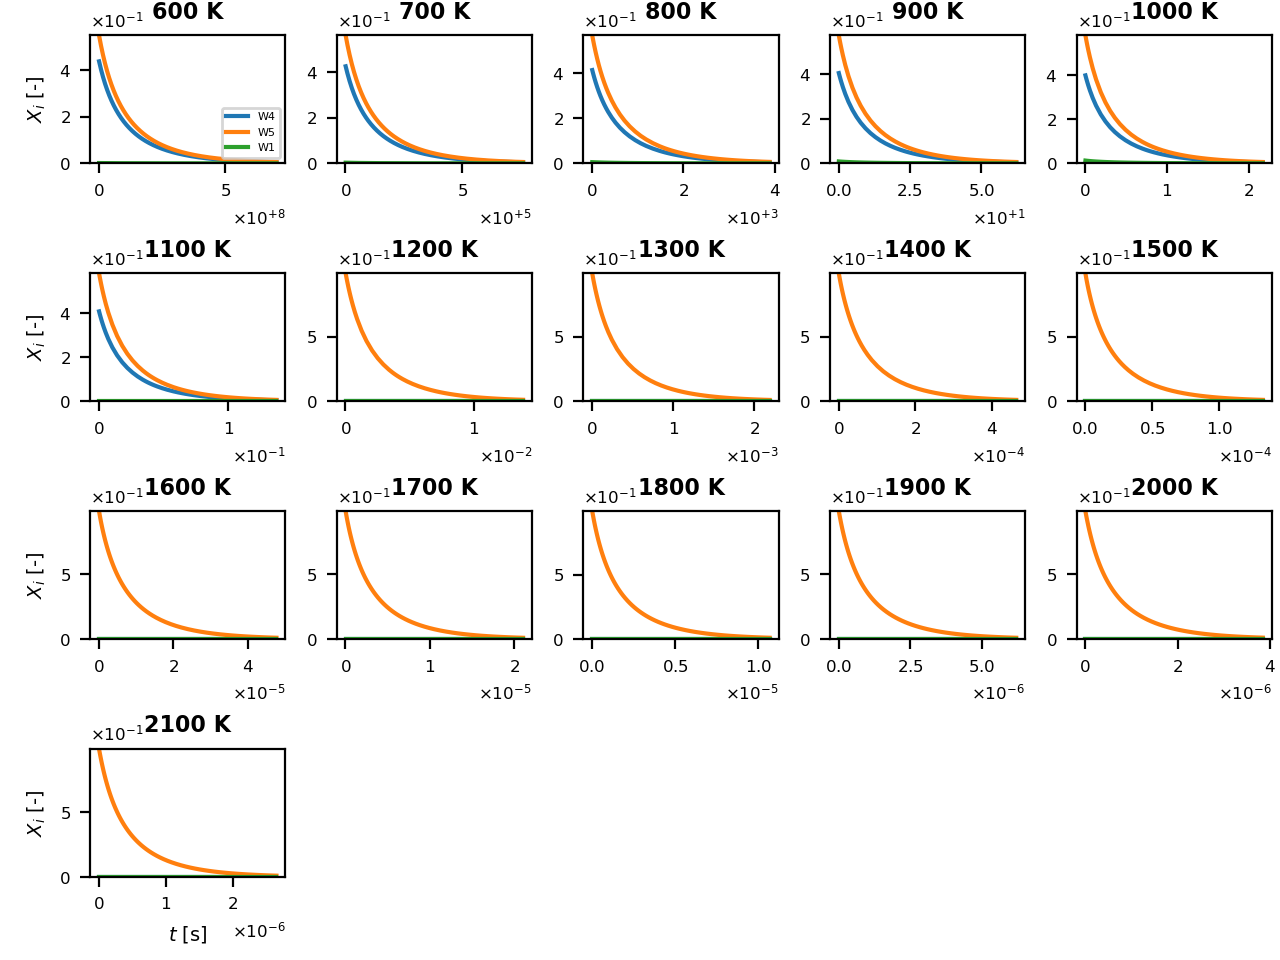 ×10⁻¹ 600 K ×10⁻¹ 700 K ×10⁻¹ 800 K ×10⁻¹ 900 K ×10⁻¹ 1000 K
X_i [-]
4 4 4 4 4
2 2 2 2 2
0 0 0 0 0
W4
W5
W1
0 5 0 5 0 2 4 0.0 2.5 5.0 0 1 2
×10⁺⁸ ×10⁺⁵ ×10⁺³ ×10⁺¹
×10⁻¹ 1100 K ×10⁻¹ 1200 K ×10⁻¹ 1300 K ×10⁻¹ 1400 K ×10⁻¹ 1500 K
X_i [-]
4 5 5 5 5
2
0 0 0 0 0
0 1 0 1 0 1 2 0 2 4 0.0 0.5 1.0
×10⁻¹ ×10⁻² ×10⁻³ ×10⁻⁴ ×10⁻⁴
×10⁻¹ 1600 K ×10⁻¹ 1700 K ×10⁻¹ 1800 K ×10⁻¹ 1900 K ×10⁻¹ 2000 K
X_i [-]
5 5 5 5 5
0 0 0 0 0
0 2 4 0 1 2 0.0 0.5 1.0 0.0 2.5 5.0 0 2 4
×10⁻⁵ ×10⁻⁵ ×10⁻⁵ ×10⁻⁶ ×10⁻⁶
×10⁻¹ 2100 K
X_i [-]
5
0
0 1 2
t [s] ×10⁻⁶